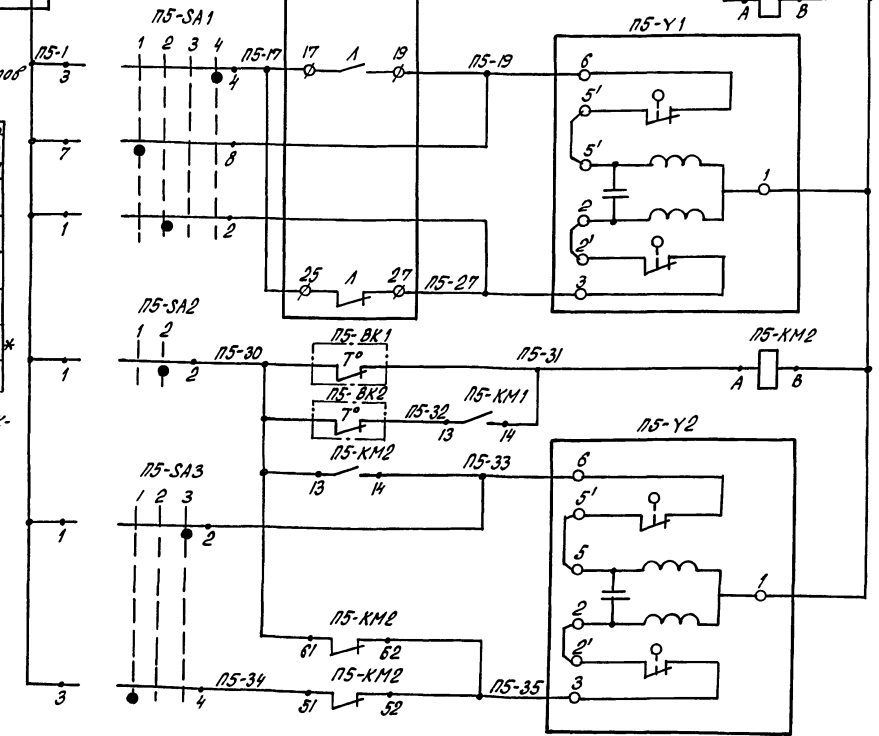 A B
П5-SA1
П5-Y1
1 2 3 4
П5-1
3
4
П5-17
17 Л 19
П5-19
6
5'
7
8
5'
1
1
2
2
2'
25 Л 27
П5-27
3
П5-SA2
1 2
П5-ВК1
П5-КМ2
*
1
2
П5-30
T°
П5-31
A B
П5-ВК2
T°
П5-32
П5-КМ1
13 14
П5-Y2
П5-SA3
П5-КМ2
13 14
П5-33
6
1 2 3
5'
1
2
5
1
2
П5-КМ2
61 62
2'
3
4
П5-34
П5-КМ2
51 52
П5-35
3